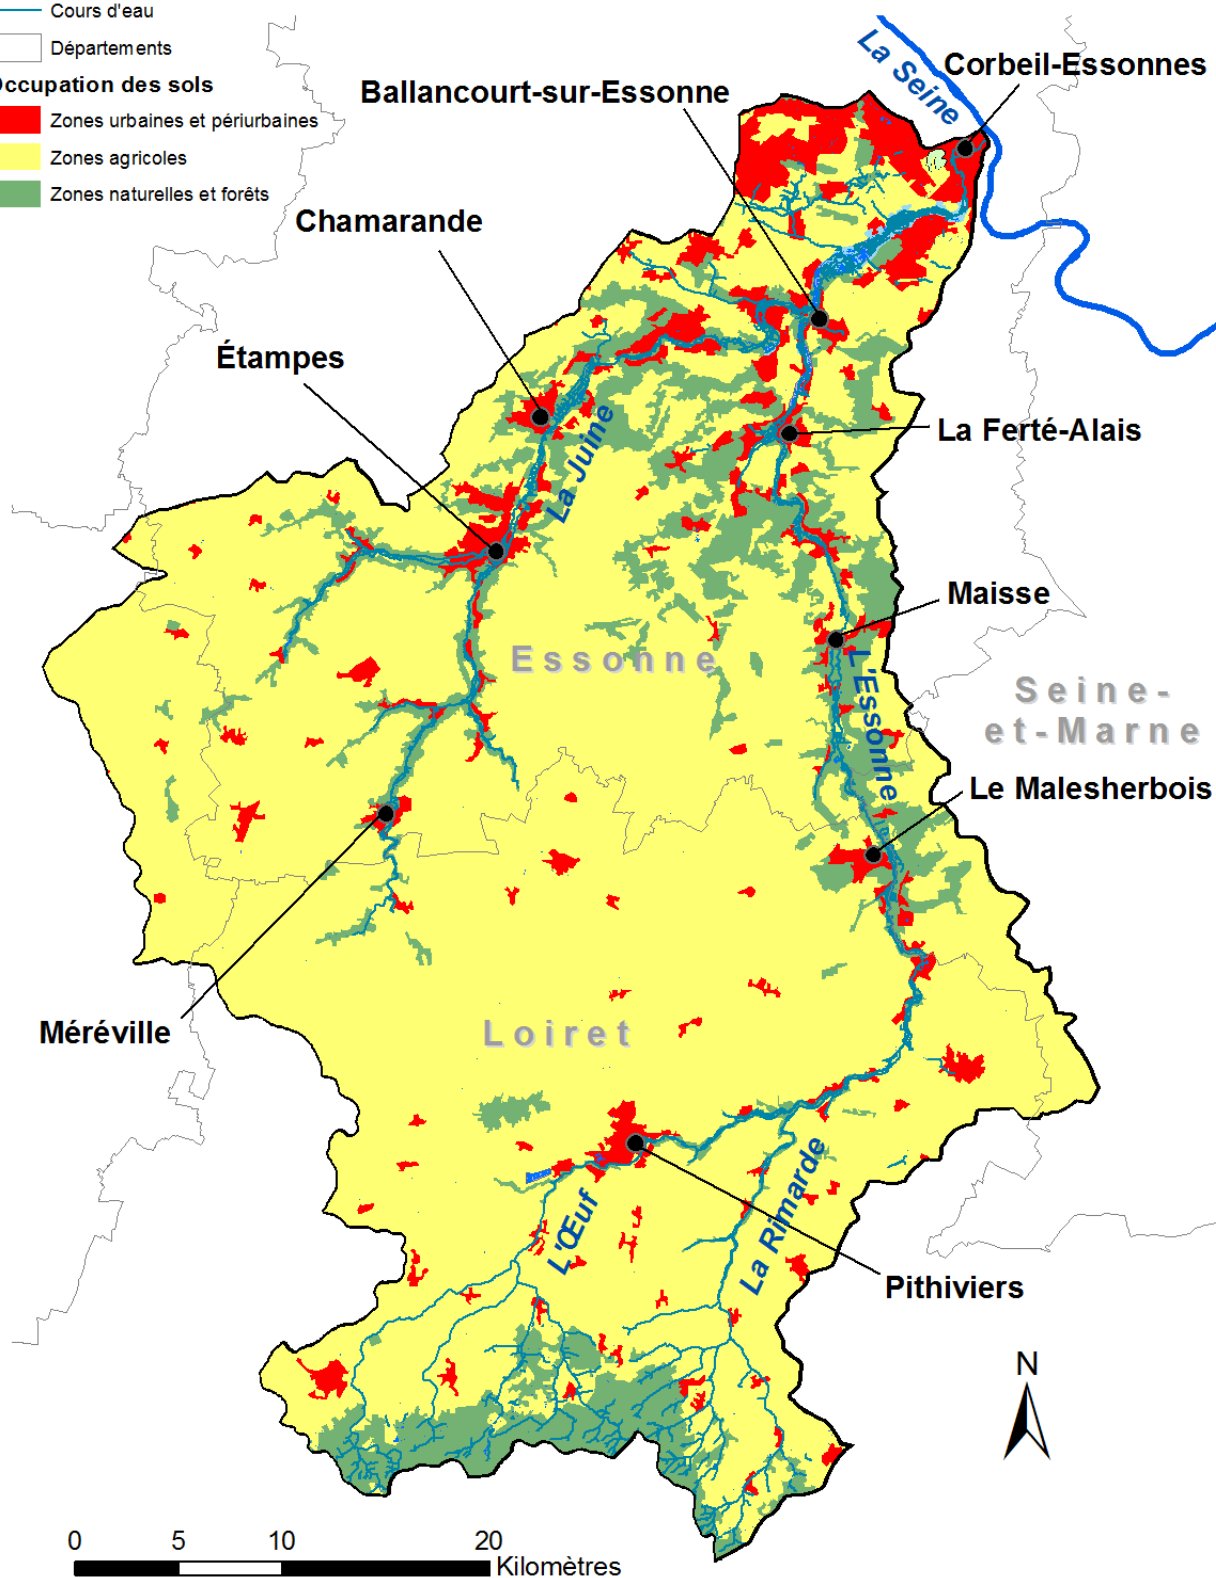 Cours d'eau
Départements
Occupation des sols
Zones urbaines et périurbaines
Zones agricoles
Zones naturelles et forêts
La Seine
Corbeil-Essonnes
Ballancourt-sur-Essonne
Chamarande
Étampes
La Juine
La Ferté-Alais
Maisse
Essonne
L'Essonne
Seine-
et-Marne
Le Malesherbois
Méréville
Loiret
L'Œuf
La Rimarde
Pithiviers
N
0 5 10 20
Kilomètres